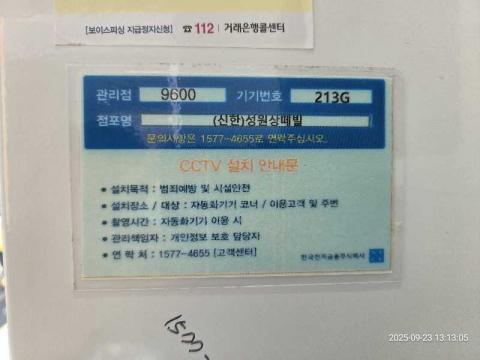 [보이스피싱 지급정지신청] ☎ 112 | 거래은행콜센터
관리점 9600 기기번호 213G
점포명 (신한)성원상떼빌
문의사항은 1577-4655로 연락주십시오.
CCTV 설치 안내문
• 설치목적 : 범죄예방 및 시설안전
• 설치장소 / 대상 : 자동화기기 코너 / 이용고객 및 주변
• 촬영시간 : 자동화기기 이용 시
• 관리책임자 : 개인정보 보호 담당자
• 연 락 처 : 1577-4655 [고객센터]
한국전자금융주식회사
2025-09-23 13:13:05